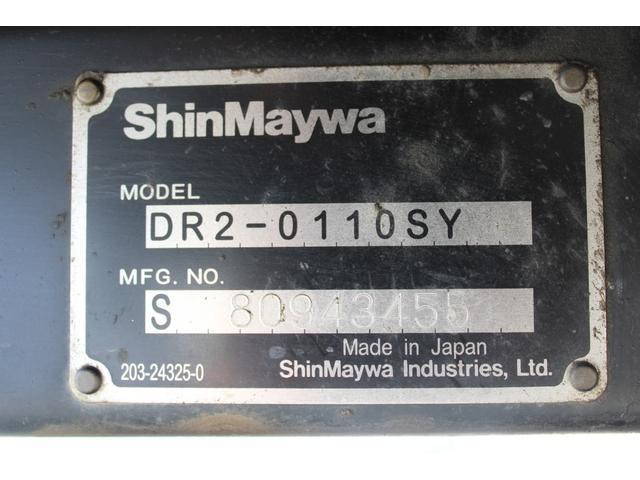 ShinMaywa
MODEL
DR2-0110SY
MFG. NO.
S 80943455
Made in Japan
203-24325-0
ShinMaywa Industries, Ltd.